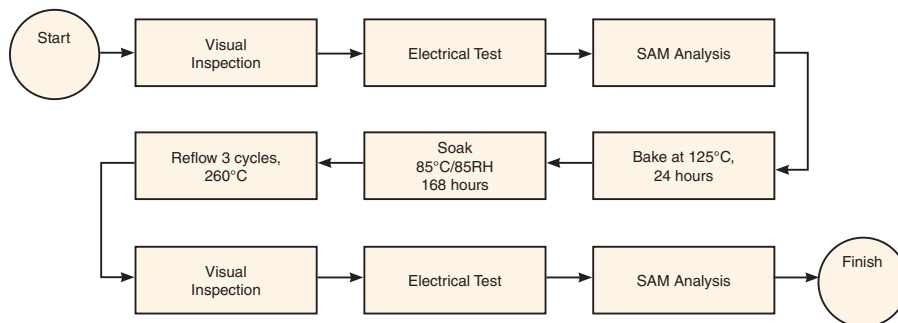 Start
Visual
Inspection
Electrical Test
SAM Analysis
Bake at 125°C,
24 hours
Soak
85°C/85RH
168 hours
Reflow 3 cycles,
260°C
Visual
Inspection
Electrical Test
SAM Analysis
Finish